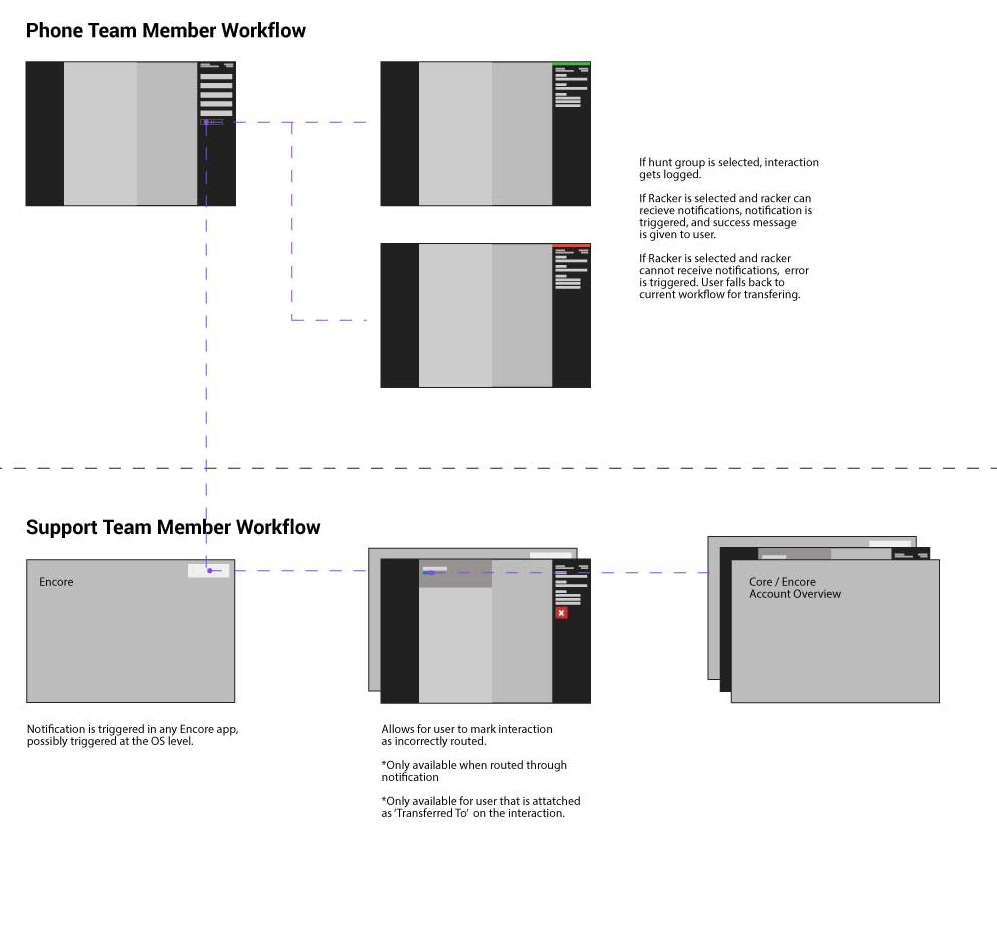 Phone Team Member Workflow
If hunt group is selected, interaction
gets logged.
If Racker is selected and racker can
recieve notifications, notification is
triggered, and success message
is given to user.
If Racker is selected and racker
cannot receive notifications, error
is triggered. User falls back to
current workflow for transfering.
Support Team Member Workflow
Encore
Notification is triggered in any Encore app,
possibly triggered at the OS level.
Allows for user to mark interaction
as incorrectly routed.
*Only available when routed through
notification
*Only available for user that is attatched
as 'Transferred To' on the interaction.
Core / Encore
Account Overview